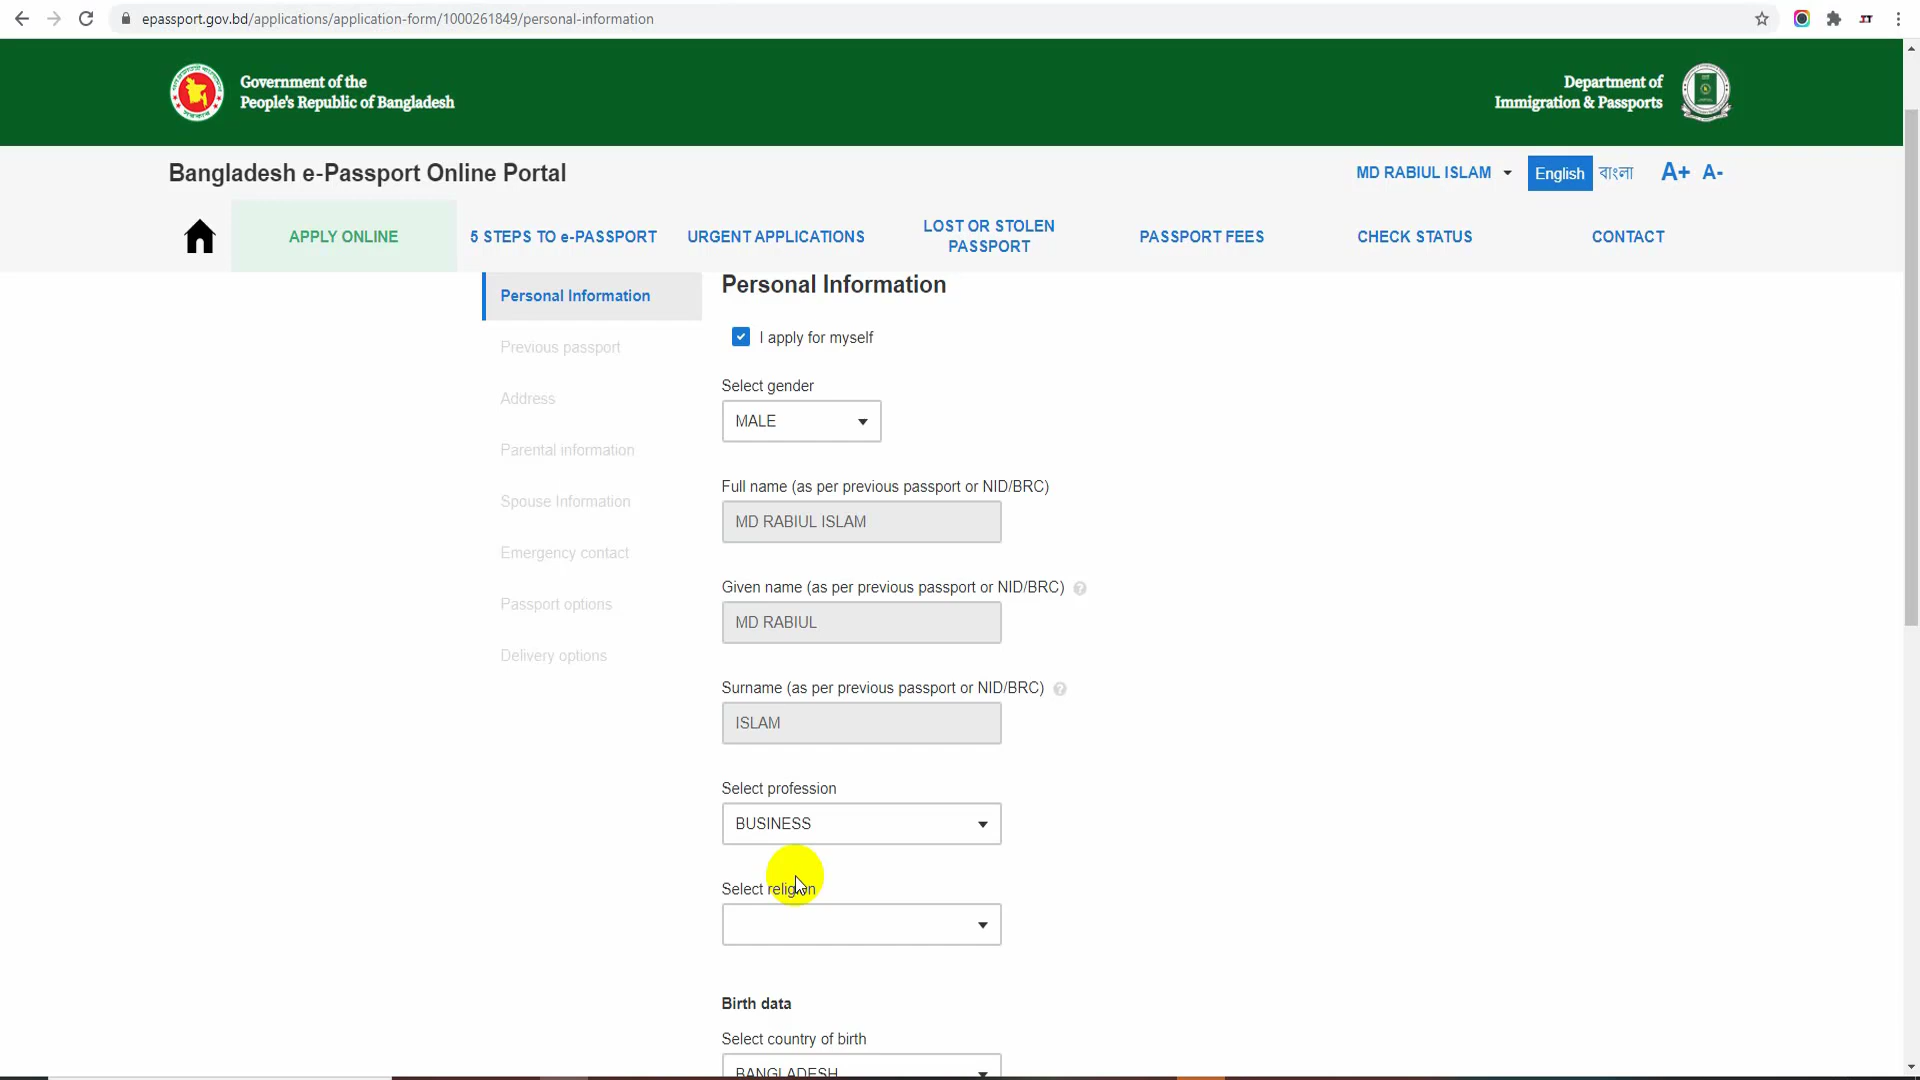 epassport.gov.bd/applications/application-form/1000261849/personal-information
Government of the
People's Republic of Bangladesh
Department of
Immigration & Passports
Bangladesh e-Passport Online Portal
MD RABIUL ISLAM
English
বাংলা
A+ A-
APPLY ONLINE
5 STEPS TO e-PASSPORT
URGENT APPLICATIONS
LOST OR STOLEN
PASSPORT
PASSPORT FEES
CHECK STATUS
CONTACT
Personal Information
Previous passport
Address
Parental information
Spouse Information
Emergency contact
Passport options
Delivery options
Personal Information
I apply for myself
Select gender
MALE
Full name (as per previous passport or NID/BRC)
MD RABIUL ISLAM
Given name (as per previous passport or NID/BRC) ?
MD RABIUL
Surname (as per previous passport or NID/BRC) ?
ISLAM
Select profession
BUSINESS
Select religion
Birth data
Select country of birth
BANGLADESH